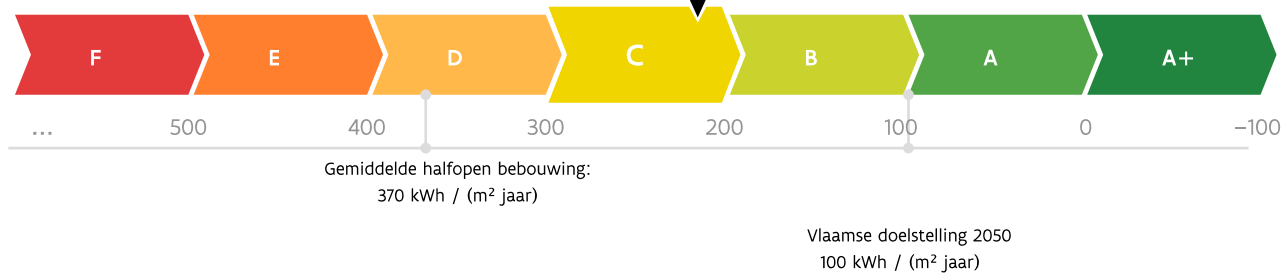 F E D C B A A+
... 500 400 300 200 100 0 −100
Gemiddelde halfopen bebouwing:
370 kWh / (m² jaar)
Vlaamse doelstelling 2050
100 kWh / (m² jaar)